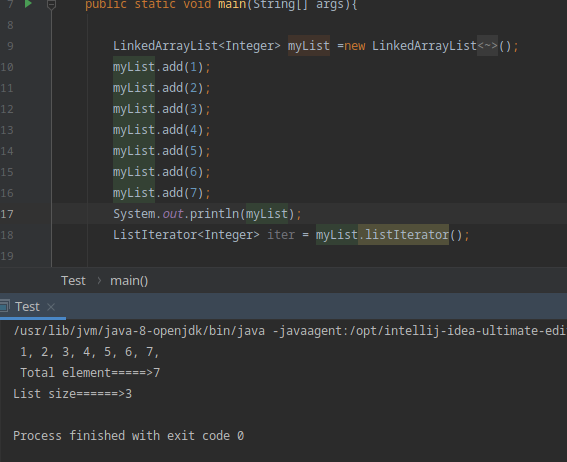 7 public static void main(String[] args){
8
9 LinkedArrayList<Integer> myList =new LinkedArrayList<~>();
10 myList.add(1);
11 myList.add(2);
12 myList.add(3);
13 myList.add(4);
14 myList.add(5);
15 myList.add(6);
16 myList.add(7);
17 System.out.println(myList);
18 ListIterator<Integer> iter = myList.listIterator();
19
Test › main()
Test ×
/usr/lib/jvm/java-8-openjdk/bin/java -javaagent:/opt/intellij-idea-ultimate-edi
1, 2, 3, 4, 5, 6, 7,
Total element=====>7
List size======>3
Process finished with exit code 0